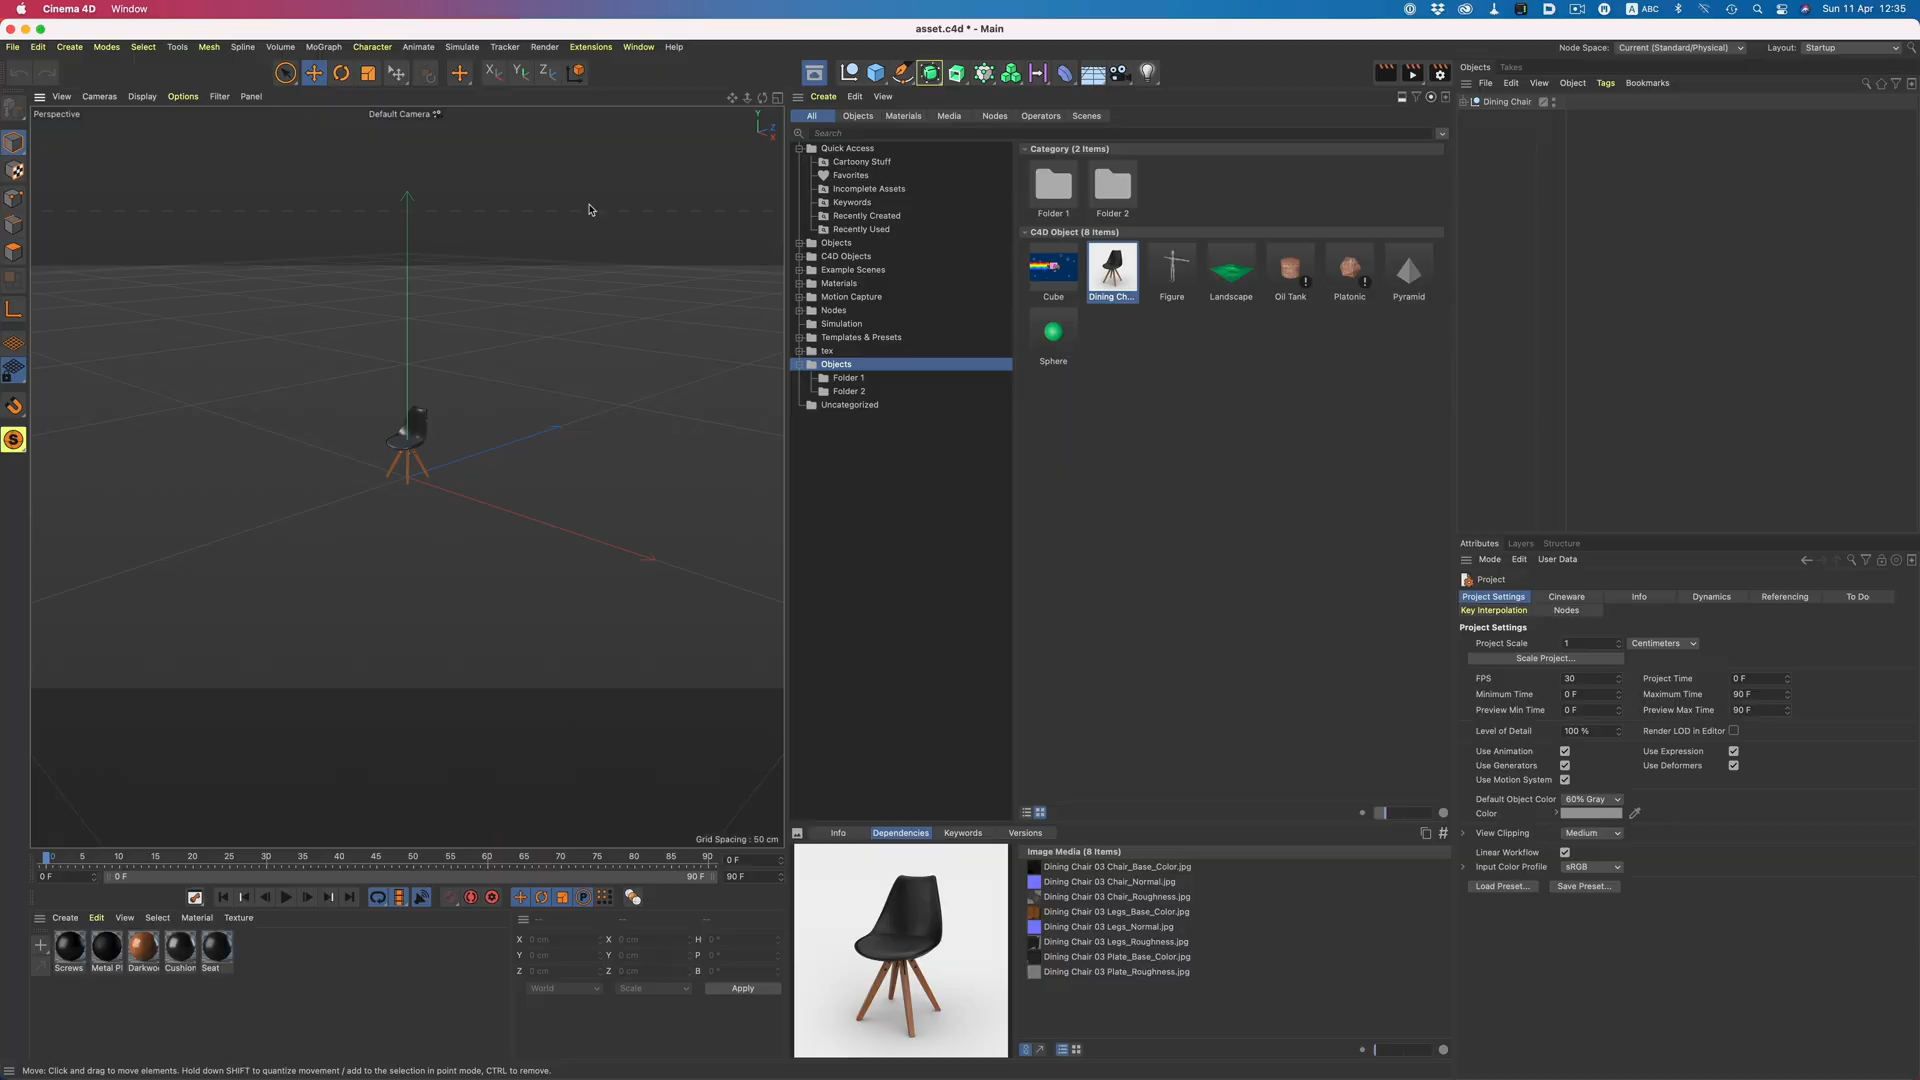 Cinema 4D Window
ABC Sun 11 Apr 12:35
asset.c4d * - Main
File Edit Create Modes Select Tools Mesh Spline Volume MoGraph Character Animate Simulate Tracker Render Extensions Window Help
Node Space: Current (Standard/Physical) Layout: Startup
View Cameras Display Options Filter Panel
Perspective
Default Camera
Y
Z
X
Grid Spacing : 50 cm
Create Edit View
All Objects Materials Media Nodes Operators Scenes
Search
Quick Access
Cartoony Stuff
Favorites
Incomplete Assets
Keywords
Recently Created
Recently Used
Objects
C4D Objects
Example Scenes
Materials
Motion Capture
Nodes
Simulation
Templates & Presets
tex
Objects
Folder 1
Folder 2
Uncategorized
Category (2 Items)
Folder 1 Folder 2
C4D Object (8 Items)
Cube Dining Ch... Figure Landscape Oil Tank Platonic Pyramid
Sphere
Info Dependencies Keywords Versions
Image Media (8 Items)
Dining Chair 03 Chair_Base_Color.jpg
Dining Chair 03 Chair_Normal.jpg
Dining Chair 03 Chair_Roughness.jpg
Dining Chair 03 Legs_Base_Color.jpg
Dining Chair 03 Legs_Normal.jpg
Dining Chair 03 Legs_Roughness.jpg
Dining Chair 03 Plate_Base_Color.jpg
Dining Chair 03 Plate_Roughness.jpg
Objects Takes
File Edit View Object Tags Bookmarks
Dining Chair
Attributes Layers Structure
Mode Edit User Data
Project
Project Settings Cineware Info Dynamics Referencing To Do
Key Interpolation Nodes
Project Settings
Project Scale 1 Centimeters
Scale Project...
FPS 30 Project Time 0 F
Minimum Time 0 F Maximum Time 90 F
Preview Min Time 0 F Preview Max Time 90 F
Level of Detail 100 % Render LOD in Editor
Use Animation Use Expression
Use Generators Use Deformers
Use Motion System
Default Object Color 60% Gray
Color
View Clipping Medium
Linear Workflow
Input Color Profile sRGB
Load Preset... Save Preset...
0 5 10 15 20 25 30 35 40 45 50 55 60 65 70 75 80 85 90 0 F
0 F 0 F 90 F 90 F
Create Edit View Select Material Texture
Screws Metal Pl Darkwo Cushion Seat
-- -- --
X 0 cm X 0 cm H 0 °
Y 0 cm Y 0 cm P 0 °
Z 0 cm Z 0 cm B 0 °
World Scale Apply
Move: Click and drag to move elements. Hold down SHIFT to quantize movement / add to the selection in point mode, CTRL to remove.